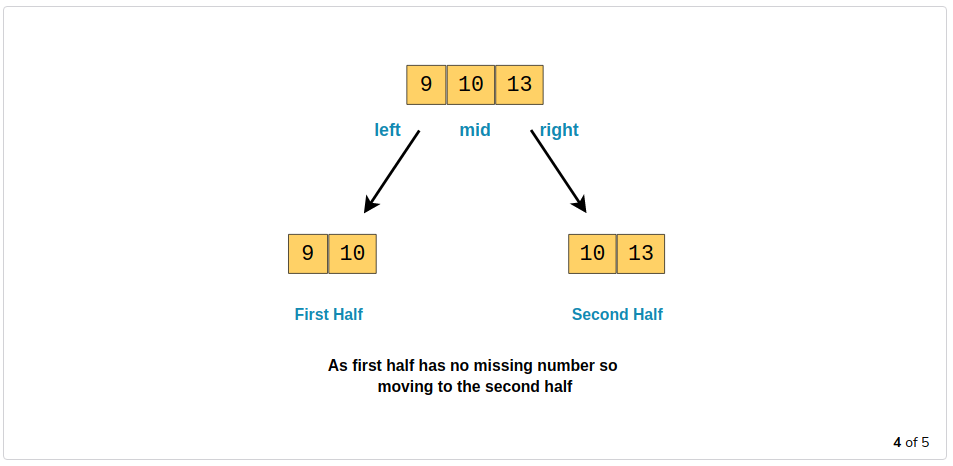 9 10 13
left mid right
9 10 10 13
First Half Second Half
As first half has no missing number so
moving to the second half
4 of 5